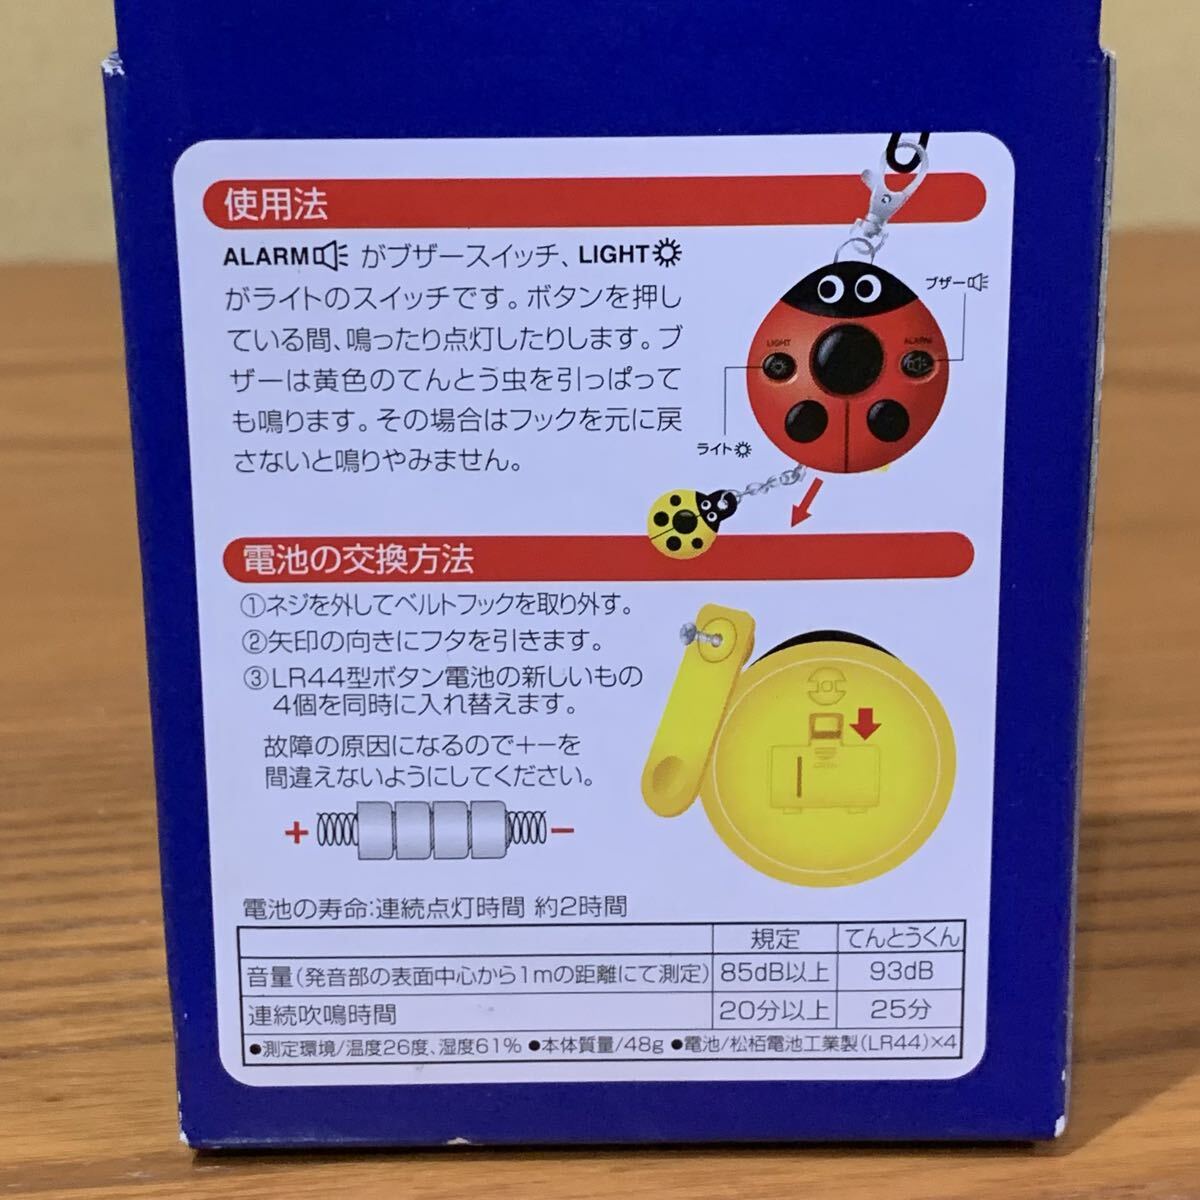 使用法
ALARM がブザースイッチ、LIGHT
がライトのスイッチです。ボタンを押し
ている間、鳴ったり点灯したりします。ブ
ザーは黄色のてんとう虫を引っぱって
も鳴ります。その場合はフックを元に戻
さないと鳴りやみません。
ブザー
LIGHT
ALARM
ライト
電池の交換方法
①ネジを外してベルトフックを取り外す。
②矢印の向きにフタを引きます。
③LR44型ボタン電池の新しいもの
4個を同時に入れ替えます。
故障の原因になるので+−を
間違えないようにしてください。
+ −
電池の寿命:連続点灯時間 約2時間
規定 てんとうくん
音量(発音部の表面中心から1mの距離にて測定) 85dB以上 93dB
連続吹鳴時間 20分以上 25分
●測定環境/温度26度、湿度61% ●本体質量/48g ●電池/松栢電池工業製(LR44)×4